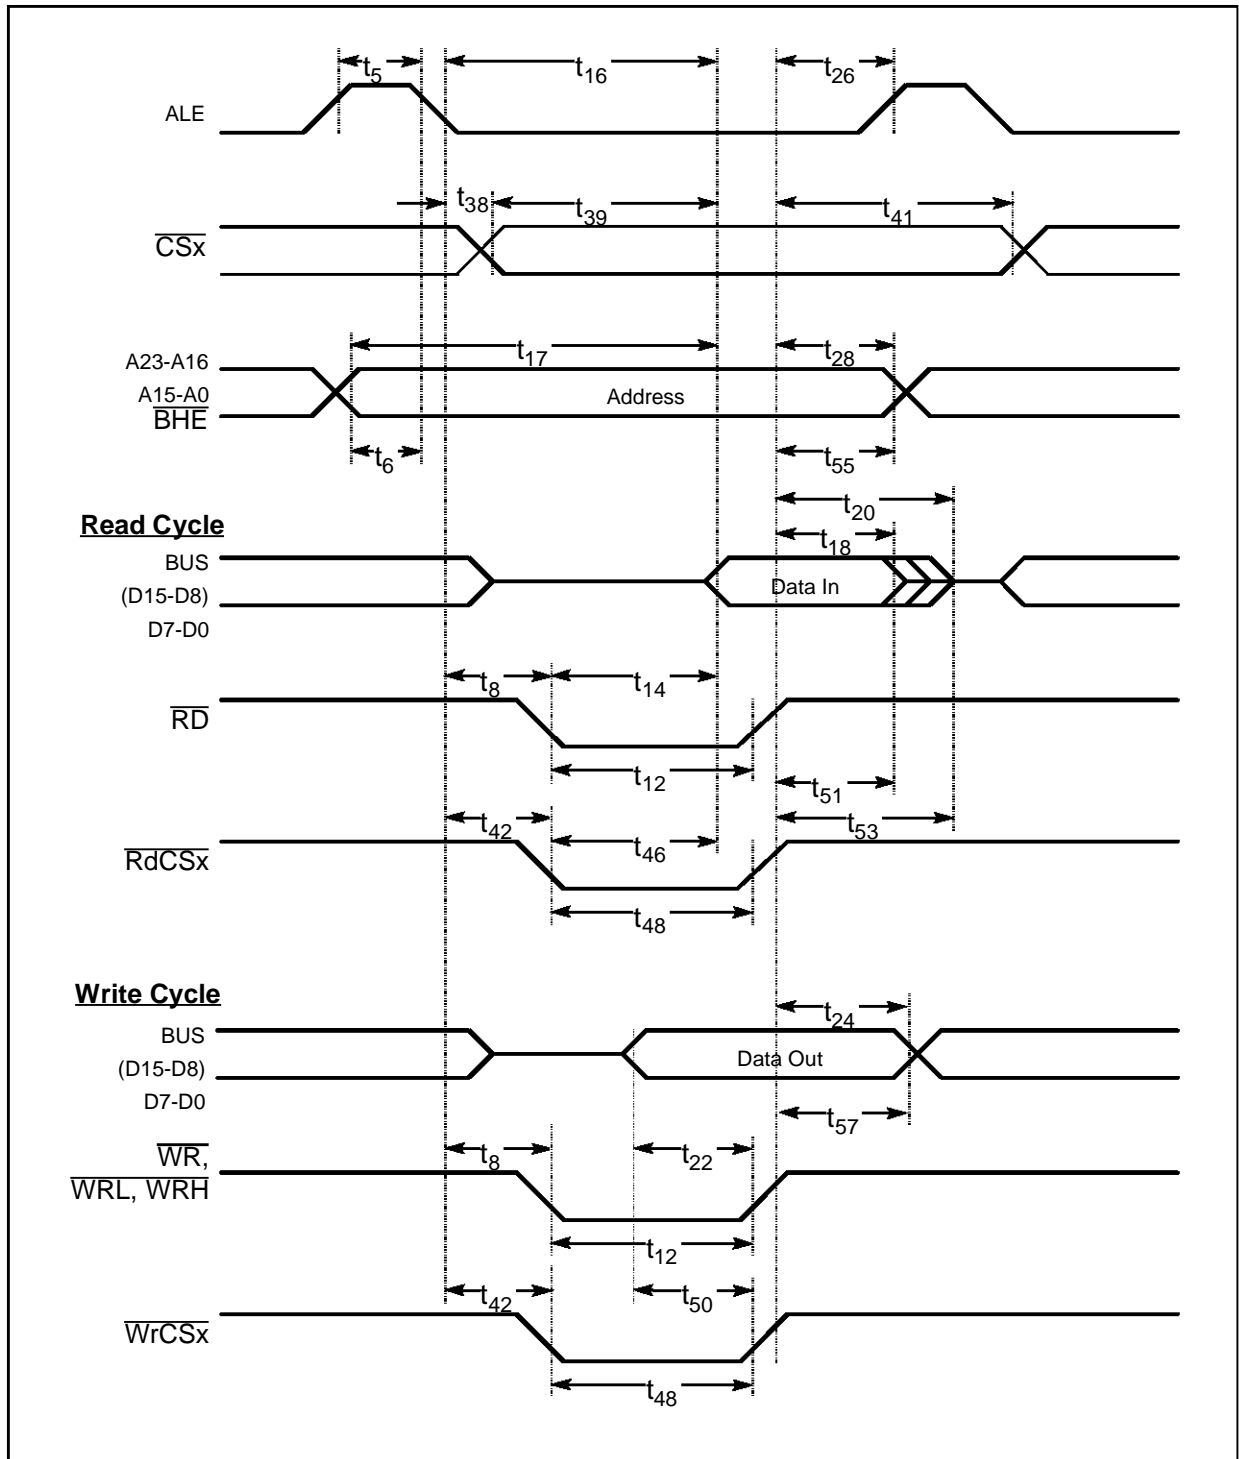 t5 t16 t26
ALE
t38 t39 t41
CSx
t17 t28
A23-A16
A15-A0
Address
BHE
t6 t55
t20
Read Cycle
t18
BUS
(D15-D8)
Data In
D7-D0
t8 t14
RD
t12
t51
t42 t46 t53
RdCSx
t48
Write Cycle
t24
BUS
(D15-D8)
Data Out
D7-D0
t57
WR,
t8 t22
WRL, WRH
t12
t42 t50
WrCSx
t48